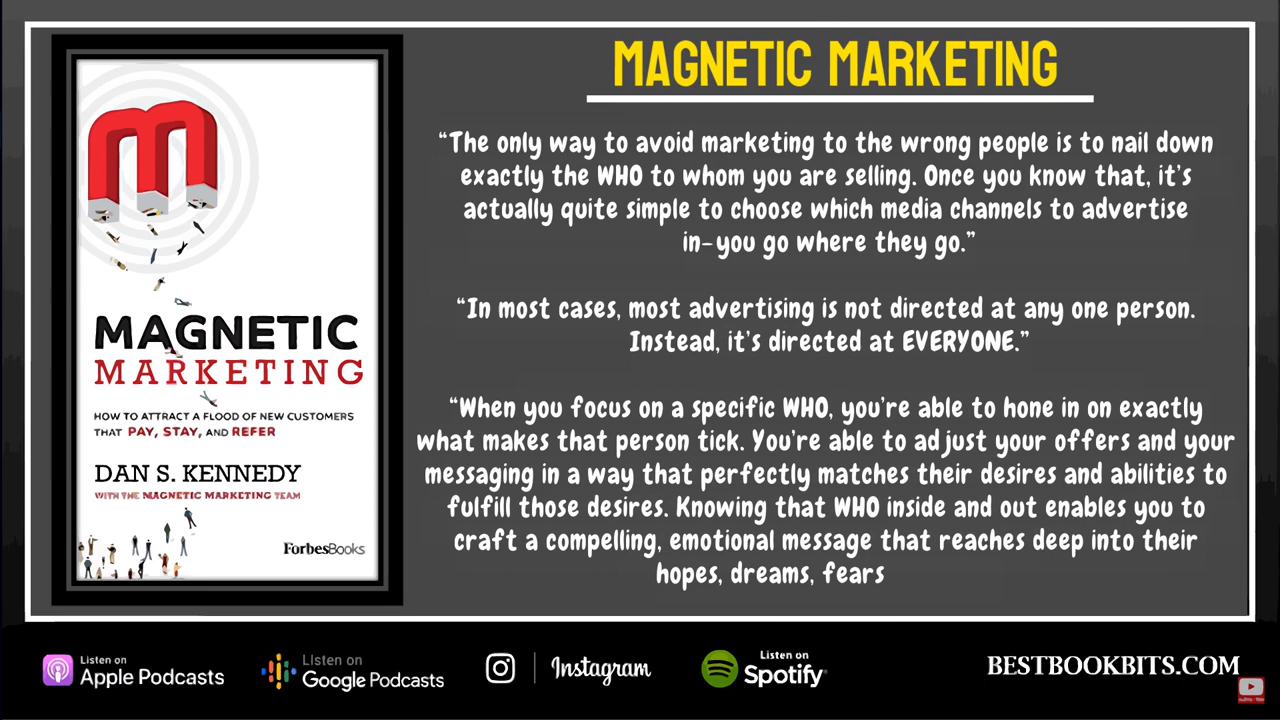 MAGNETIC MARKETING
“The only way to avoid marketing to the wrong people is to nail down
exactly the WHO to whom you are selling. Once you know that, it’s
actually quite simple to choose which media channels to advertise
in-you go where they go.”
“In most cases, most advertising is not directed at any one person.
Instead, it’s directed at EVERYONE.”
“When you focus on a specific WHO, you’re able to hone in on exactly
what makes that person tick. You’re able to adjust your offers and your
messaging in a way that perfectly matches their desires and abilities to
fulfill those desires. Knowing that WHO inside and out enables you to
craft a compelling, emotional message that reaches deep into their
hopes, dreams, fears
m
MAGNETIC
MARKETING
HOW TO ATTRACT A FLOOD OF NEW CUSTOMERS
THAT PAY, STAY, AND REFER
DAN S. KENNEDY
WITH THE MAGNETIC MARKETING TEAM
ForbesBooks
Listen on
Apple Podcasts
Listen on
Google Podcasts
Instagram
Listen on
Spotify
BESTBOOKBITS.COM